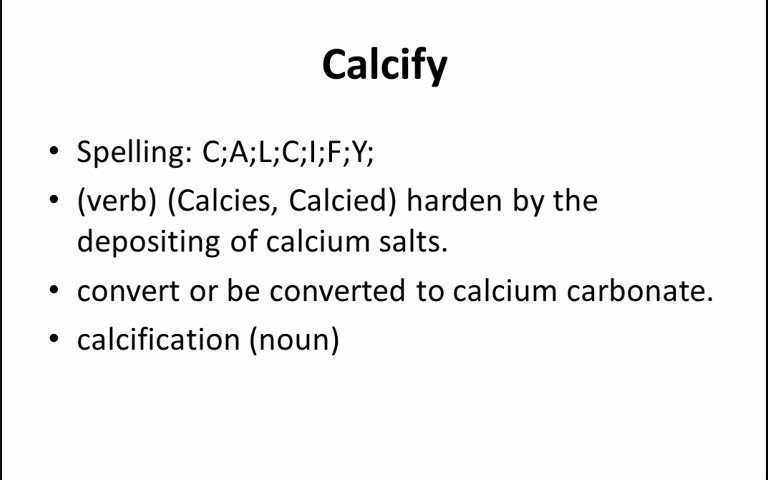 Calcify
• Spelling: C;A;L;C;I;F;Y;
• (verb) (Calcies, Calcied) harden by the
depositing of calcium salts.
• convert or be converted to calcium carbonate.
• calcification (noun)